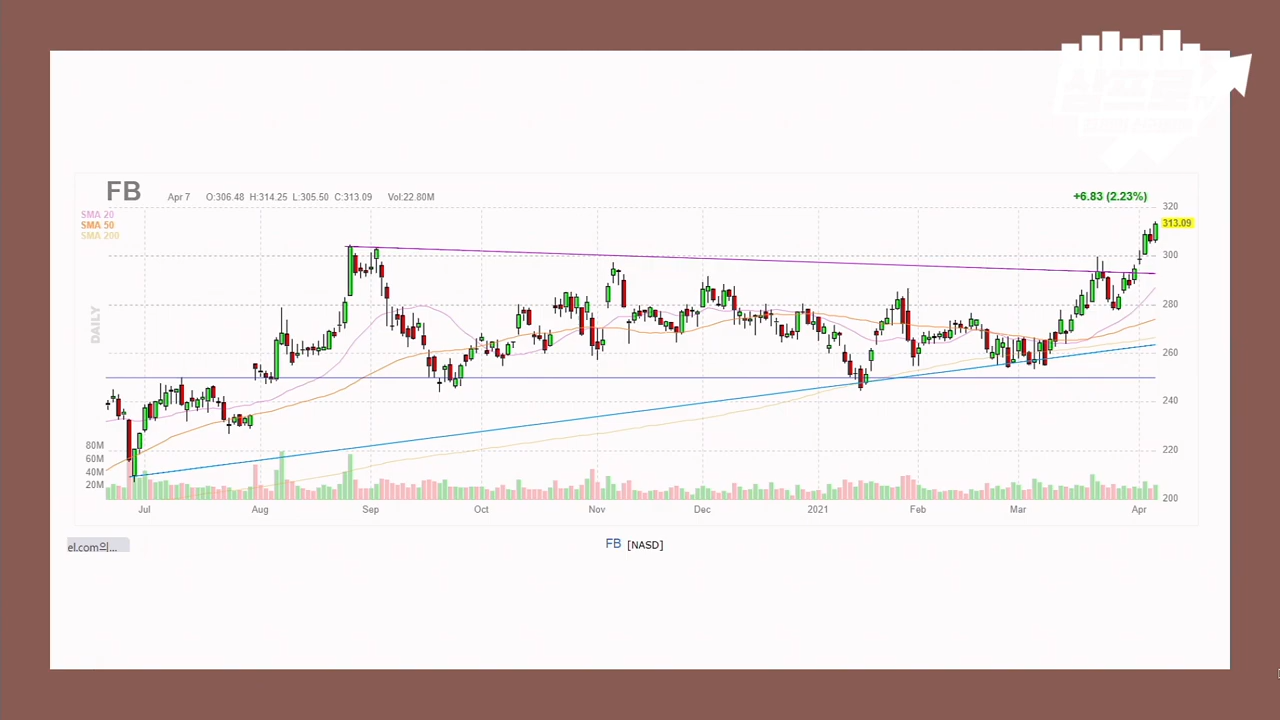 FB Apr 7 O:306.48 H:314.25 L:305.50 C:313.09 Vol:22.80M +6.83 (2.23%)
SMA 20
SMA 50
SMA 200
DAILY
320
313.09
300
280
260
240
220
200
80M
60M
40M
20M
Jul Aug Sep Oct Nov Dec 2021 Feb Mar Apr
el.com의...
FB [NASD]